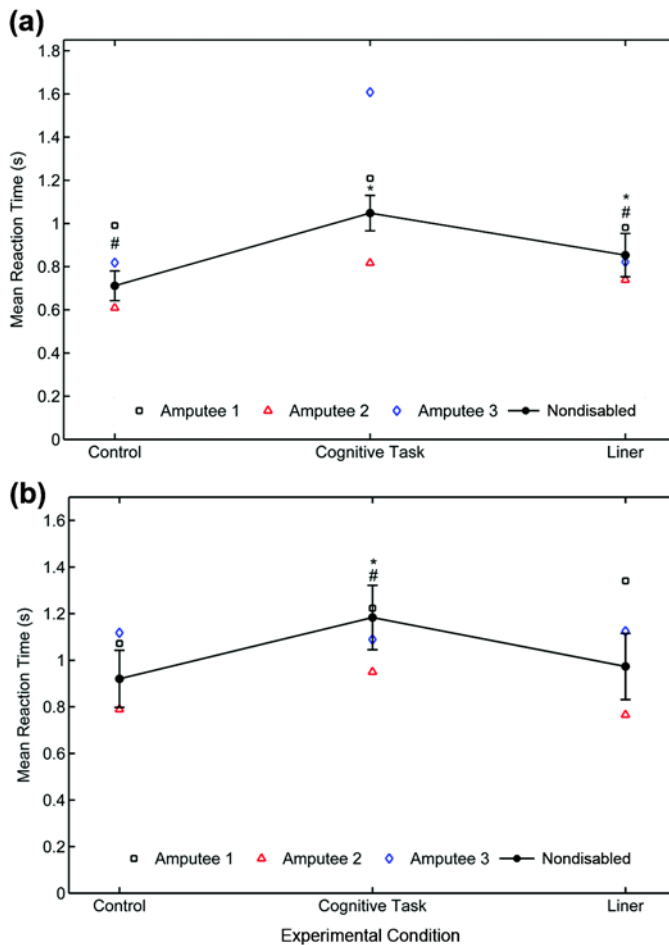 (a)
1.8
1.6
1.4
1.2
1
0.8
0.6
0.4
0.2
0
Mean Reaction Time (s)
#
*
*
#
Amputee 1 Amputee 2 Amputee 3 Nondisabled
Control Cognitive Task Liner
(b)
1.6
1.4
1.2
1
0.8
0.6
0.4
0.2
0
Mean Reaction Time (s)
*
#
Amputee 1 Amputee 2 Amputee 3 Nondisabled
Control Cognitive Task Liner
Experimental Condition